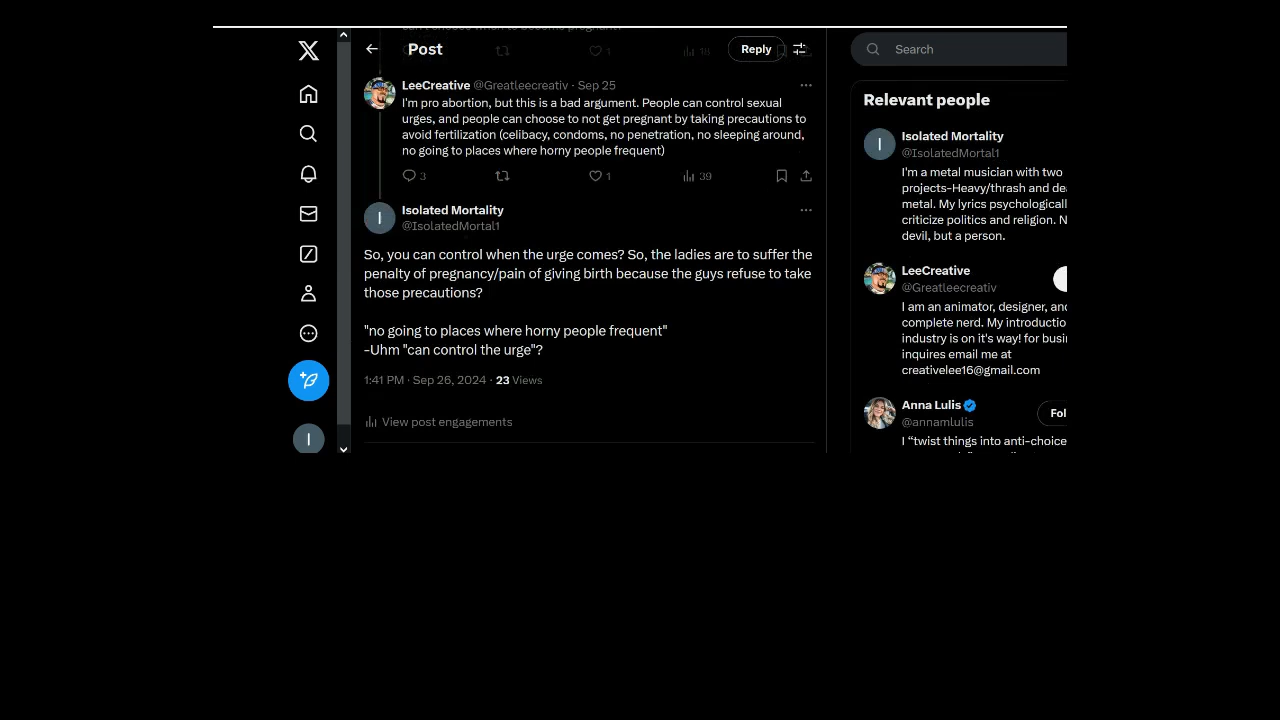 Post
Reply
Search
1
18
LeeCreative @Greatleecreativ · Sep 25
I'm pro abortion, but this is a bad argument. People can control sexual
urges, and people can choose to not get pregnant by taking precautions to
avoid fertilization (celibacy, condoms, no penetration, no sleeping around,
no going to places where horny people frequent)
3
1
39
I
Isolated Mortality
@IsolatedMortal1
So, you can control when the urge comes? So, the ladies are to suffer the
penalty of pregnancy/pain of giving birth because the guys refuse to take
those precautions?
"no going to places where horny people frequent"
-Uhm "can control the urge"?
1:41 PM · Sep 26, 2024 · 23 Views
View post engagements
I
Relevant people
I
Isolated Mortality
@IsolatedMortal1
I'm a metal musician with two
projects-Heavy/thrash and dea
metal. My lyrics psychologicall
criticize politics and religion. N
devil, but a person.
LeeCreative
@Greatleecreativ
I am an animator, designer, and
complete nerd. My introductio
industry is on it's way! for busi
inquires email me at
creativelee16@gmail.com
Anna Lulis
@annamlulis
Fol
I "twist things into anti-choice